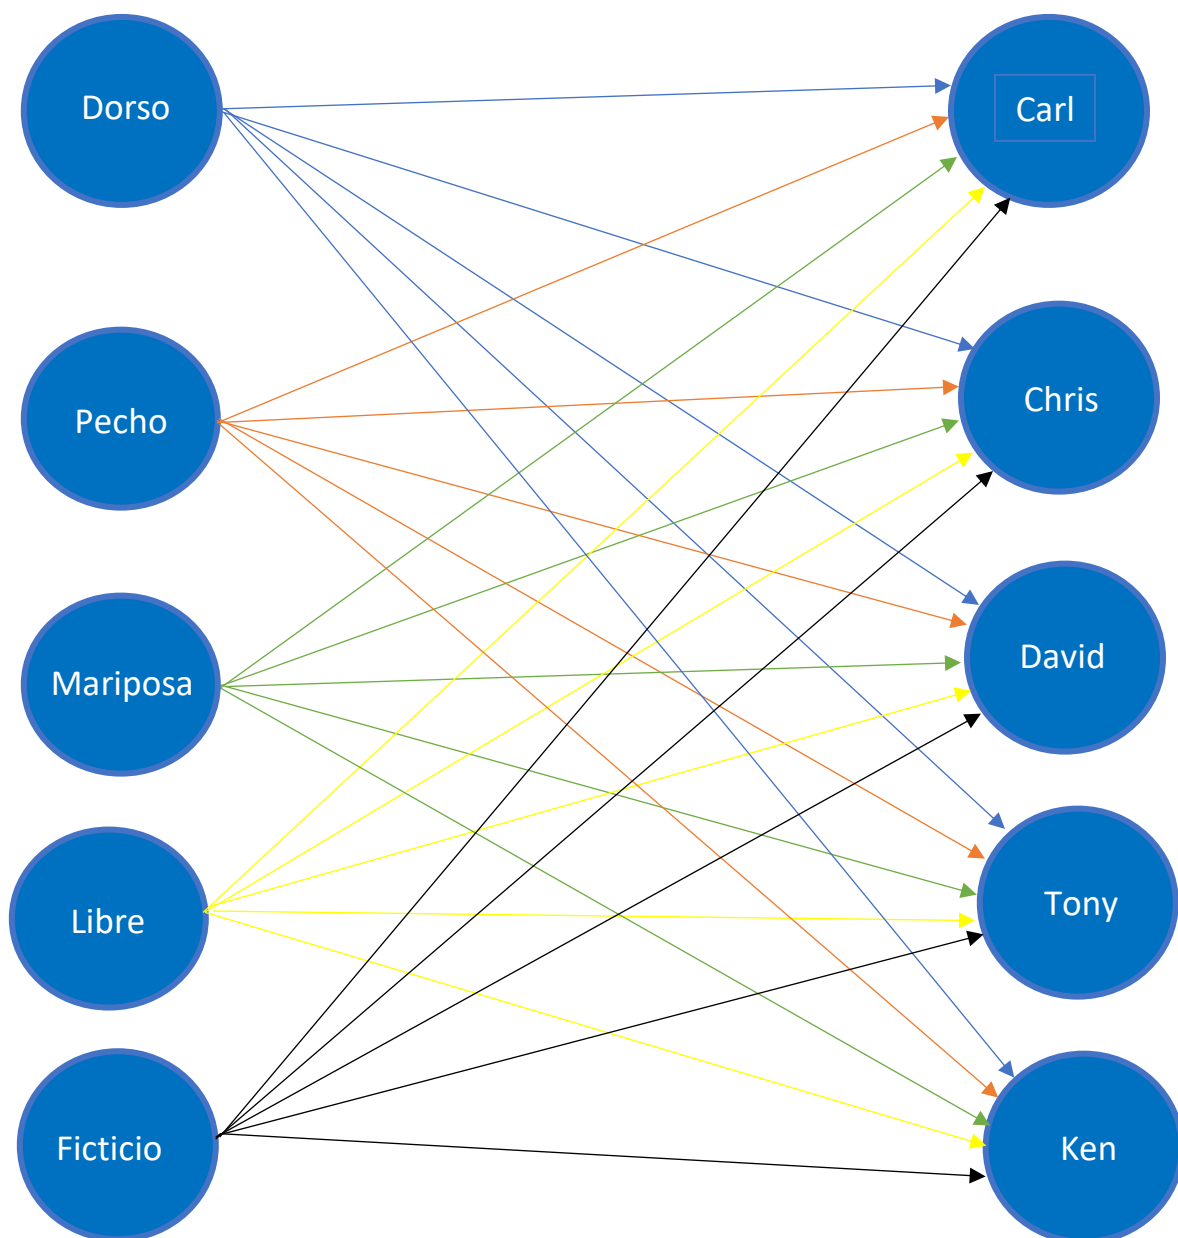 Dorso
Carl
Pecho
Chris
Mariposa
David
Libre
Tony
Ficticio
Ken